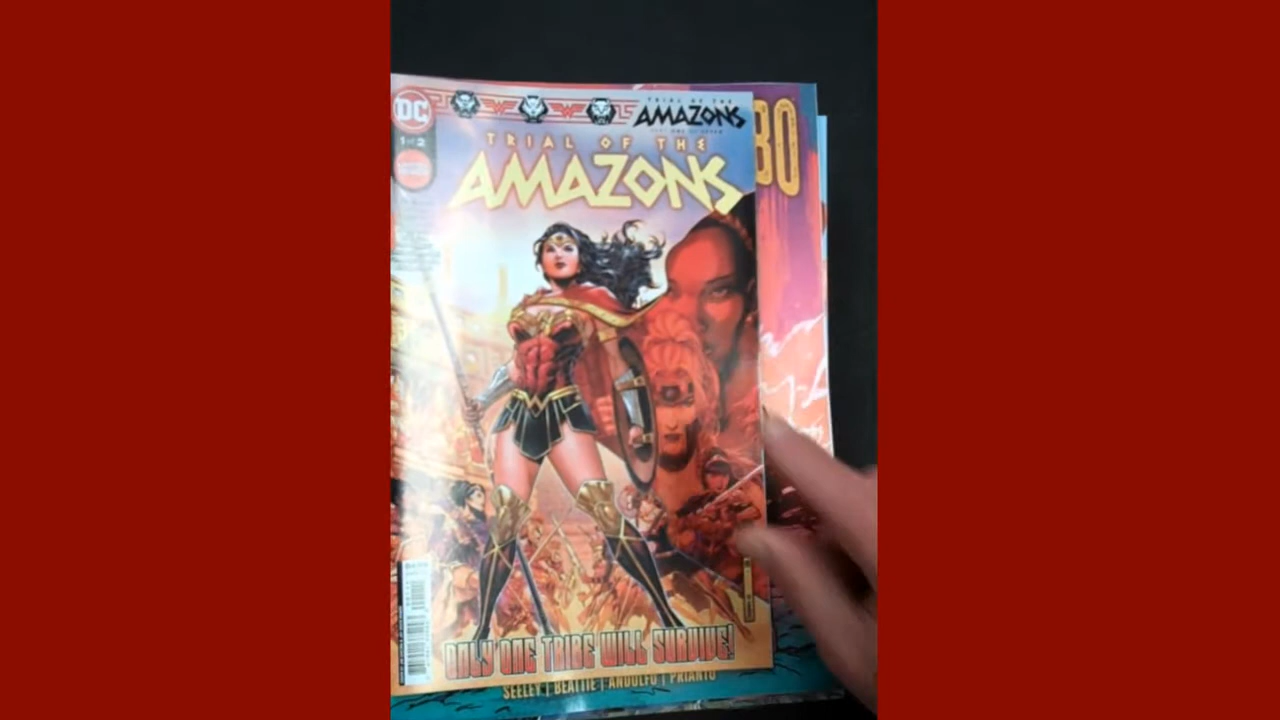 DC
TRIAL OF THE
AMAZONS
1 OF 2
TRIAL OF THE
AMAZONS
BO
ONLY ONE TRIBE WILL SURVIVE!
SEELEY | BEATTIE | ANDOLFO | PRIANTO